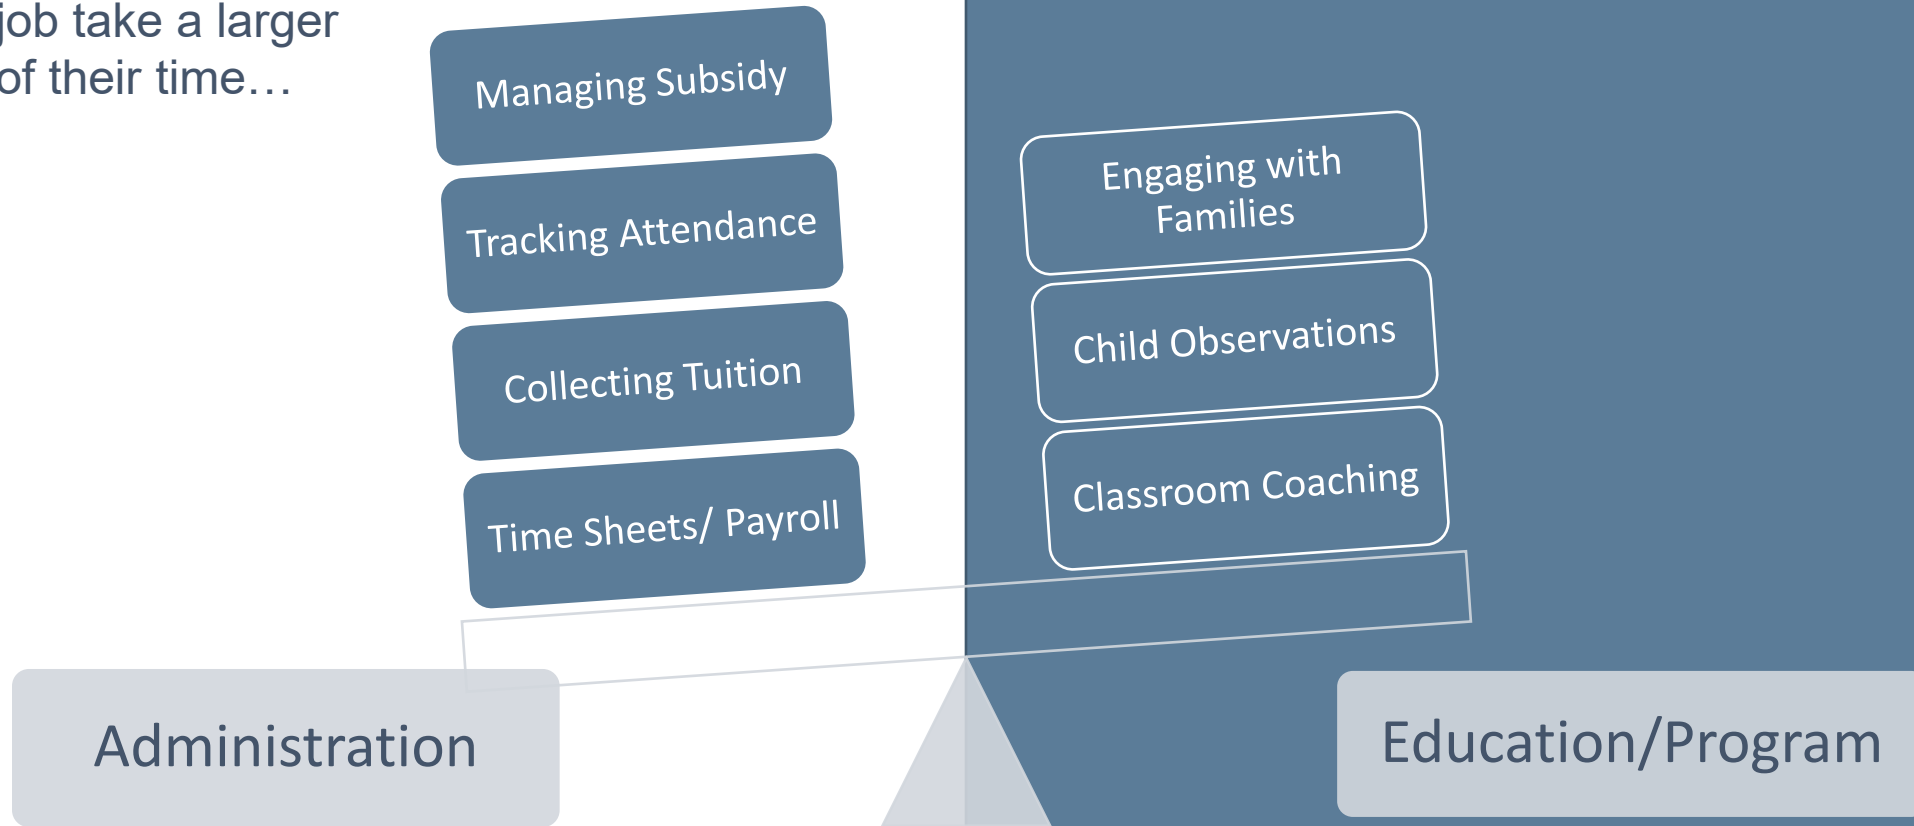 job take a larger
of their time…
Managing Subsidy
Tracking Attendance
Collecting Tuition
Time Sheets/ Payroll
Engaging with
Families
Child Observations
Classroom Coaching
Administration
Education/Program